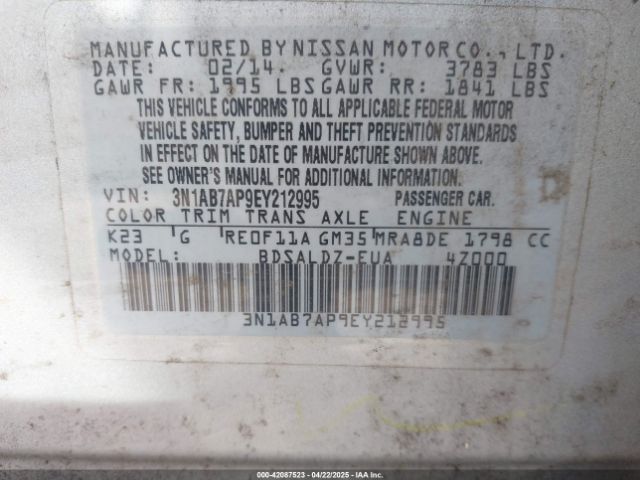 MANUFACTURED BY NISSAN MOTOR CO., LTD.
DATE: 02/14. GVWR: 3783 LBS
GAWR FR: 1995 LBS GAWR RR: 1841 LBS
THIS VEHICLE CONFORMS TO ALL APPLICABLE FEDERAL MOTOR
VEHICLE SAFETY, BUMPER AND THEFT PREVENTION STANDARDS
IN EFFECT ON THE DATE OF MANUFACTURE SHOWN ABOVE.
SEE OWNER'S MANUAL FOR ADDITIONAL INFORMATION.
VIN: 3N1AB7AP9EY212995 PASSENGER CAR.
COLOR TRIM TRANS AXLE ENGINE
K23 G RE0F11A GM35 MRA8DE 1798 CC
MODEL: BDSALDZ-EUA 4Z000
3N1AB7AP9EY212995
000-42087523 - 04/22/2025 - IAAI.COM